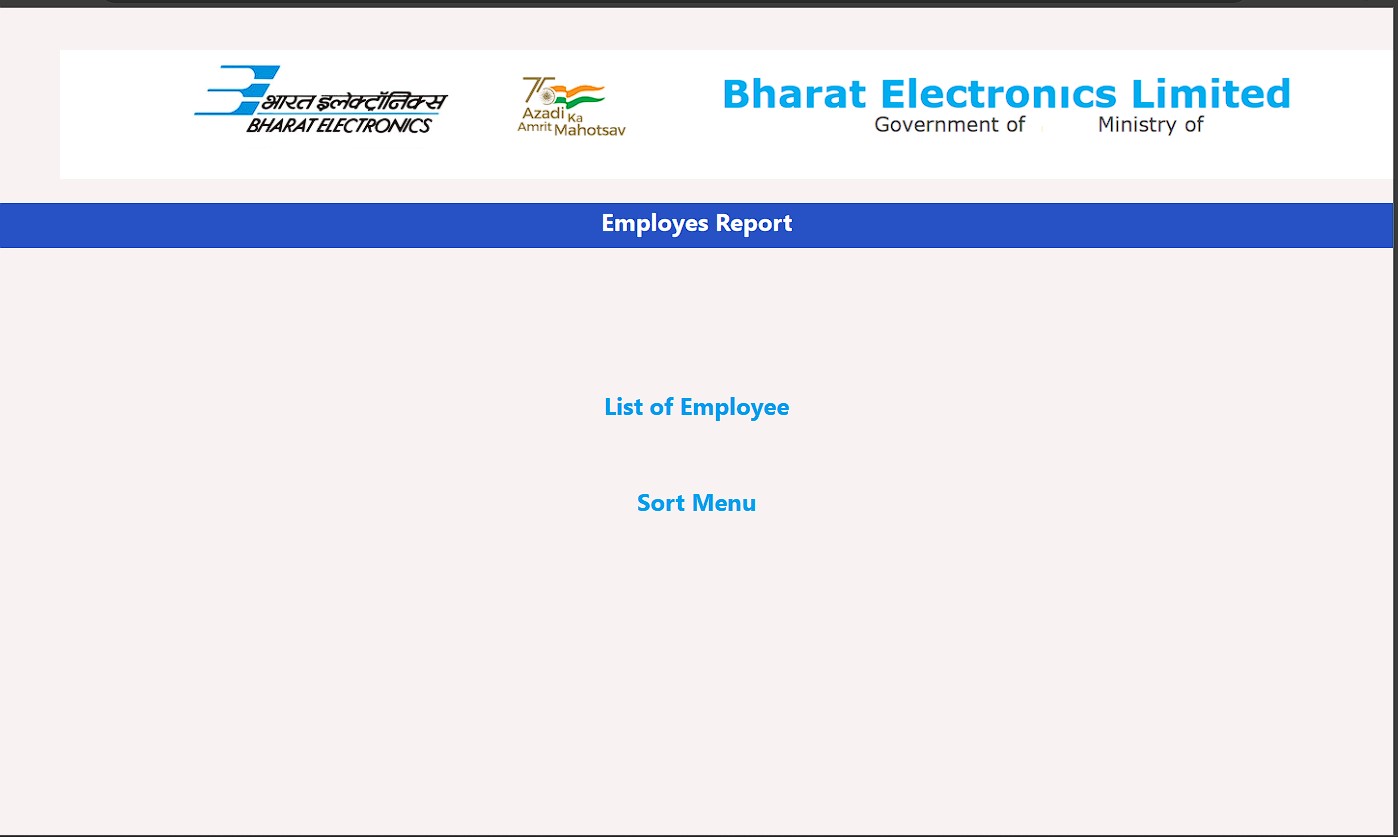 भारत इलेक्ट्रॉनिक्स
BHARAT ELECTRONICS
75
Azadi Ka
Amrit Mahotsav
Bharat Electronics Limited
Government of Ministry of
Employes Report
List of Employee
Sort Menu